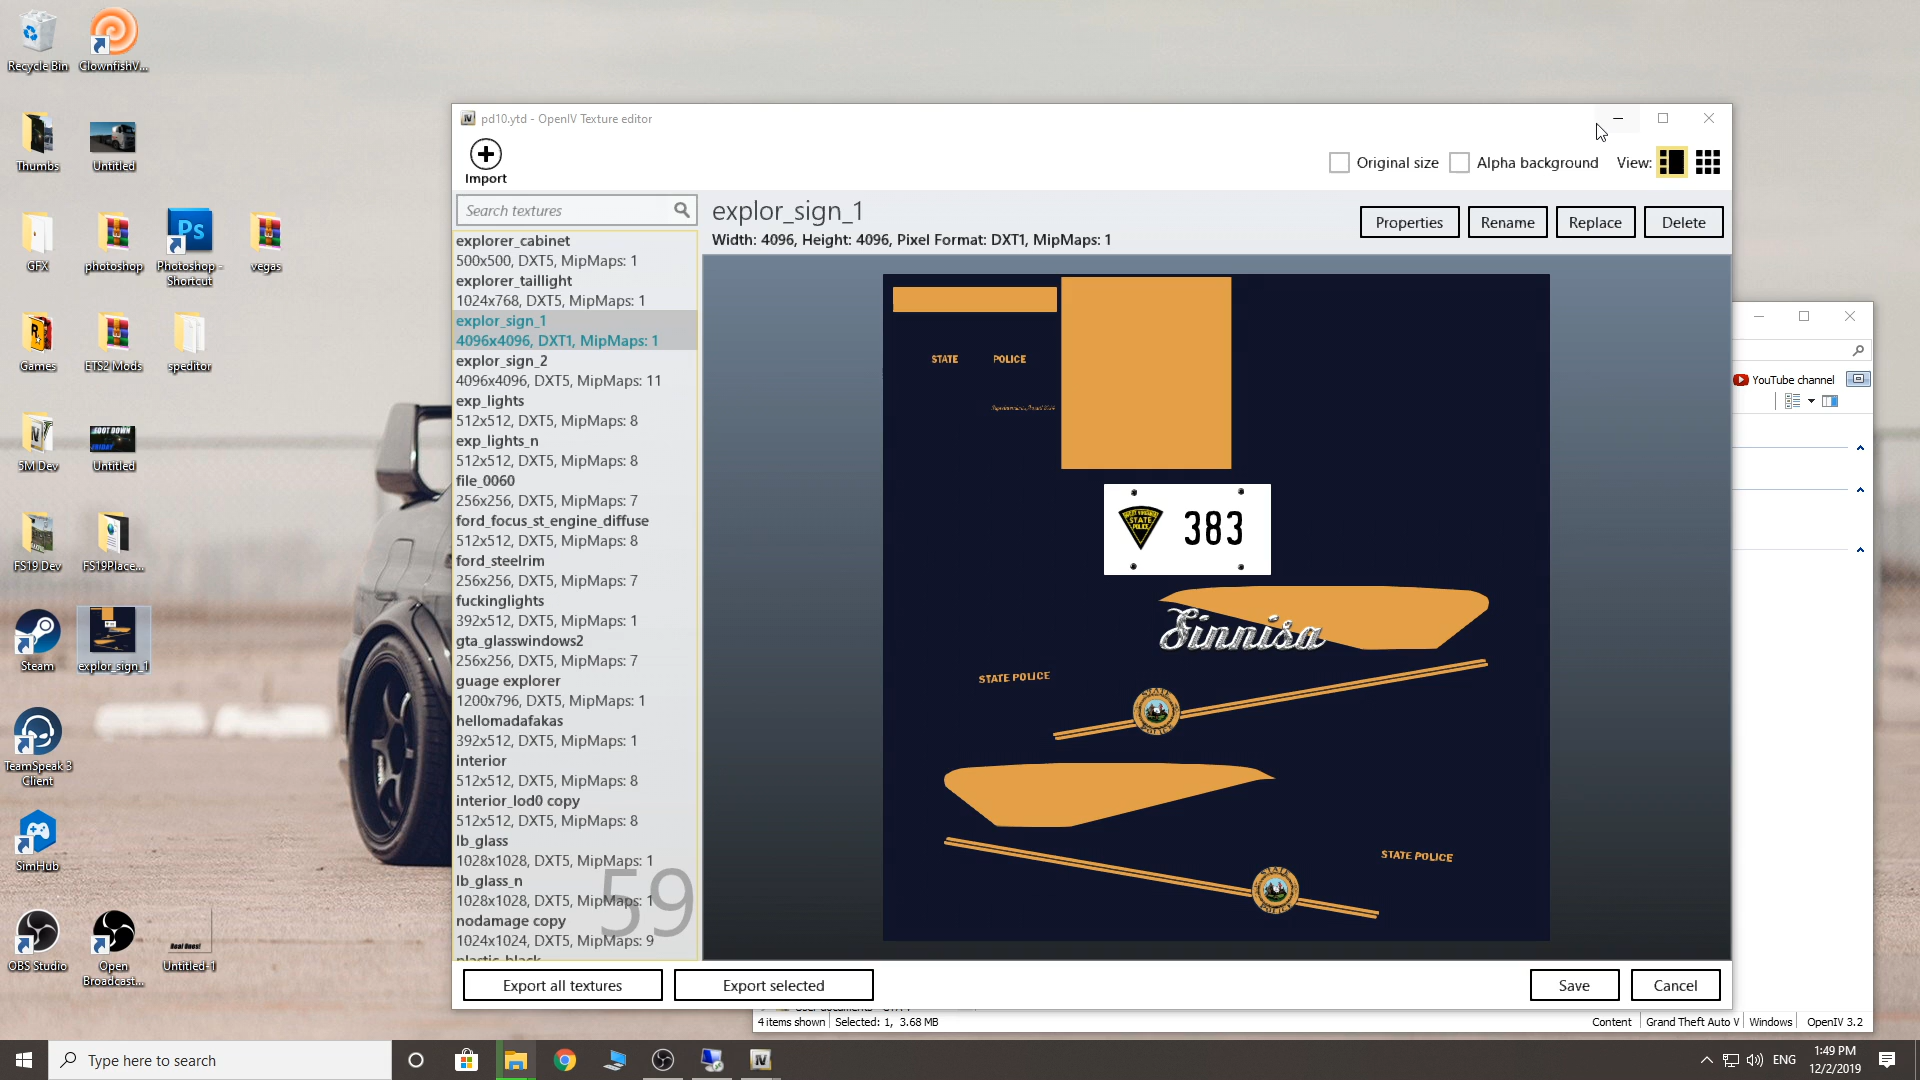 Recycle Bin
ClownfishV...
Thumbs
Untitled
GFX
photoshop
Photoshop -
Shortcut
vegas
Games
ETS2 Mods
speditor
5M Dev
Untitled
FS19 Dev
FS19Place...
Steam
explor_sign_1
TeamSpeak 3
Client
SimHub
OBS Studio
Open
Broadcast...
Untitled-1
pd10.ytd - OpenIV Texture editor
Import
Original size
Alpha background
View:
Search textures
explor_sign_1
Width: 4096, Height: 4096, Pixel Format: DXT1, MipMaps: 1
Properties
Rename
Replace
Delete
explorer_cabinet
500x500, DXT5, MipMaps: 1
explorer_taillight
1024x768, DXT5, MipMaps: 1
explor_sign_1
4096x4096, DXT1, MipMaps: 1
explor_sign_2
4096x4096, DXT5, MipMaps: 11
exp_lights
512x512, DXT5, MipMaps: 8
exp_lights_n
512x512, DXT5, MipMaps: 8
file_0060
256x256, DXT5, MipMaps: 7
ford_focus_st_engine_diffuse
512x512, DXT5, MipMaps: 8
ford_steelrim
256x256, DXT5, MipMaps: 7
fuckinglights
392x512, DXT5, MipMaps: 1
gta_glasswindows2
256x256, DXT5, MipMaps: 7
guage explorer
1200x796, DXT5, MipMaps: 1
hellomadafakas
392x512, DXT5, MipMaps: 1
interior
512x512, DXT5, MipMaps: 8
interior_lod0 copy
512x512, DXT5, MipMaps: 8
lb_glass
1028x1028, DXT5, MipMaps: 1
lb_glass_n
1028x1028, DXT5, MipMaps: 1
nodamage copy
1024x1024, DXT5, MipMaps: 9
plastic_black
59
STATE POLICE
STATE POLICE
383
Sinnisa
STATE POLICE
STATE POLICE
Export all textures
Export selected
Save
Cancel
YouTube channel
4 items shown
Selected: 1, 3.68 MB
Content
Grand Theft Auto V
Windows
OpenIV 3.2
Type here to search
ENG
1:49 PM
12/2/2019